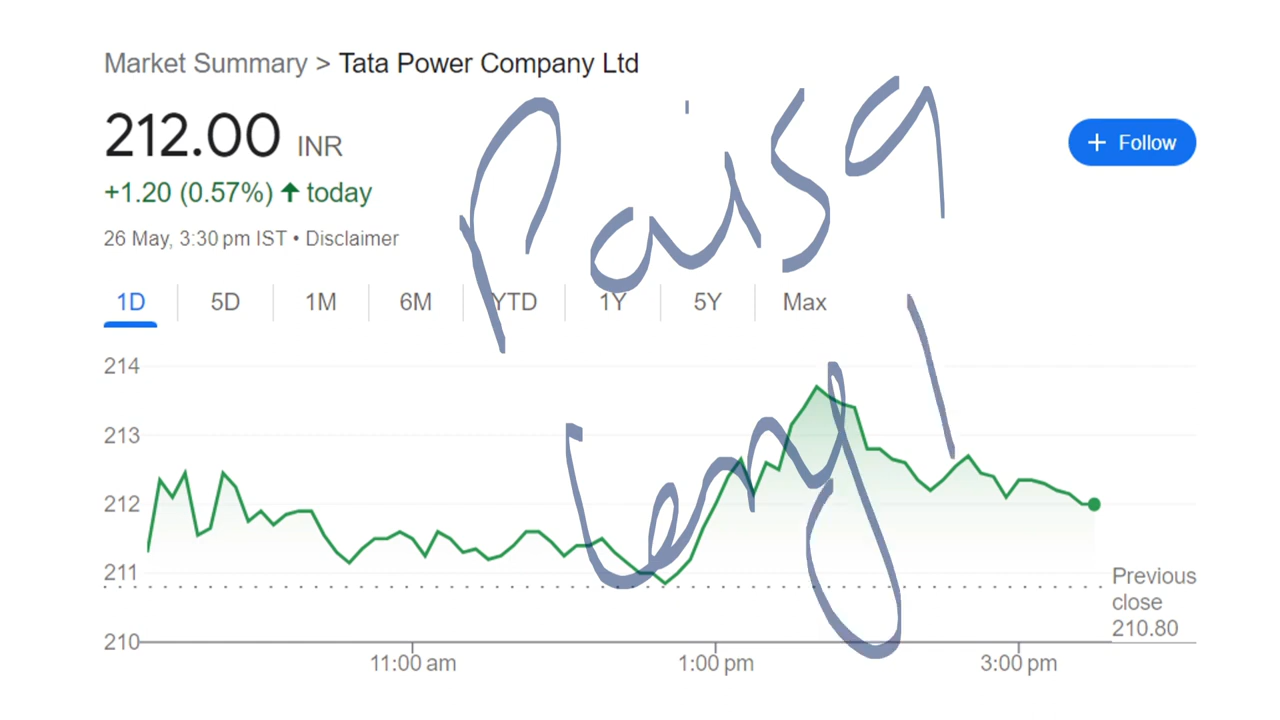 Market Summary > Tata Power Company Ltd
212.00 INR
+ Follow
+1.20 (0.57%) ↑ today
26 May, 3:30 pm IST • Disclaimer
Paisa
1D 5D 1M 6M YTD 1Y 5Y Max
214
213
212
211
210
Previous
close
210.80
11:00 am 1:00 pm 3:00 pm